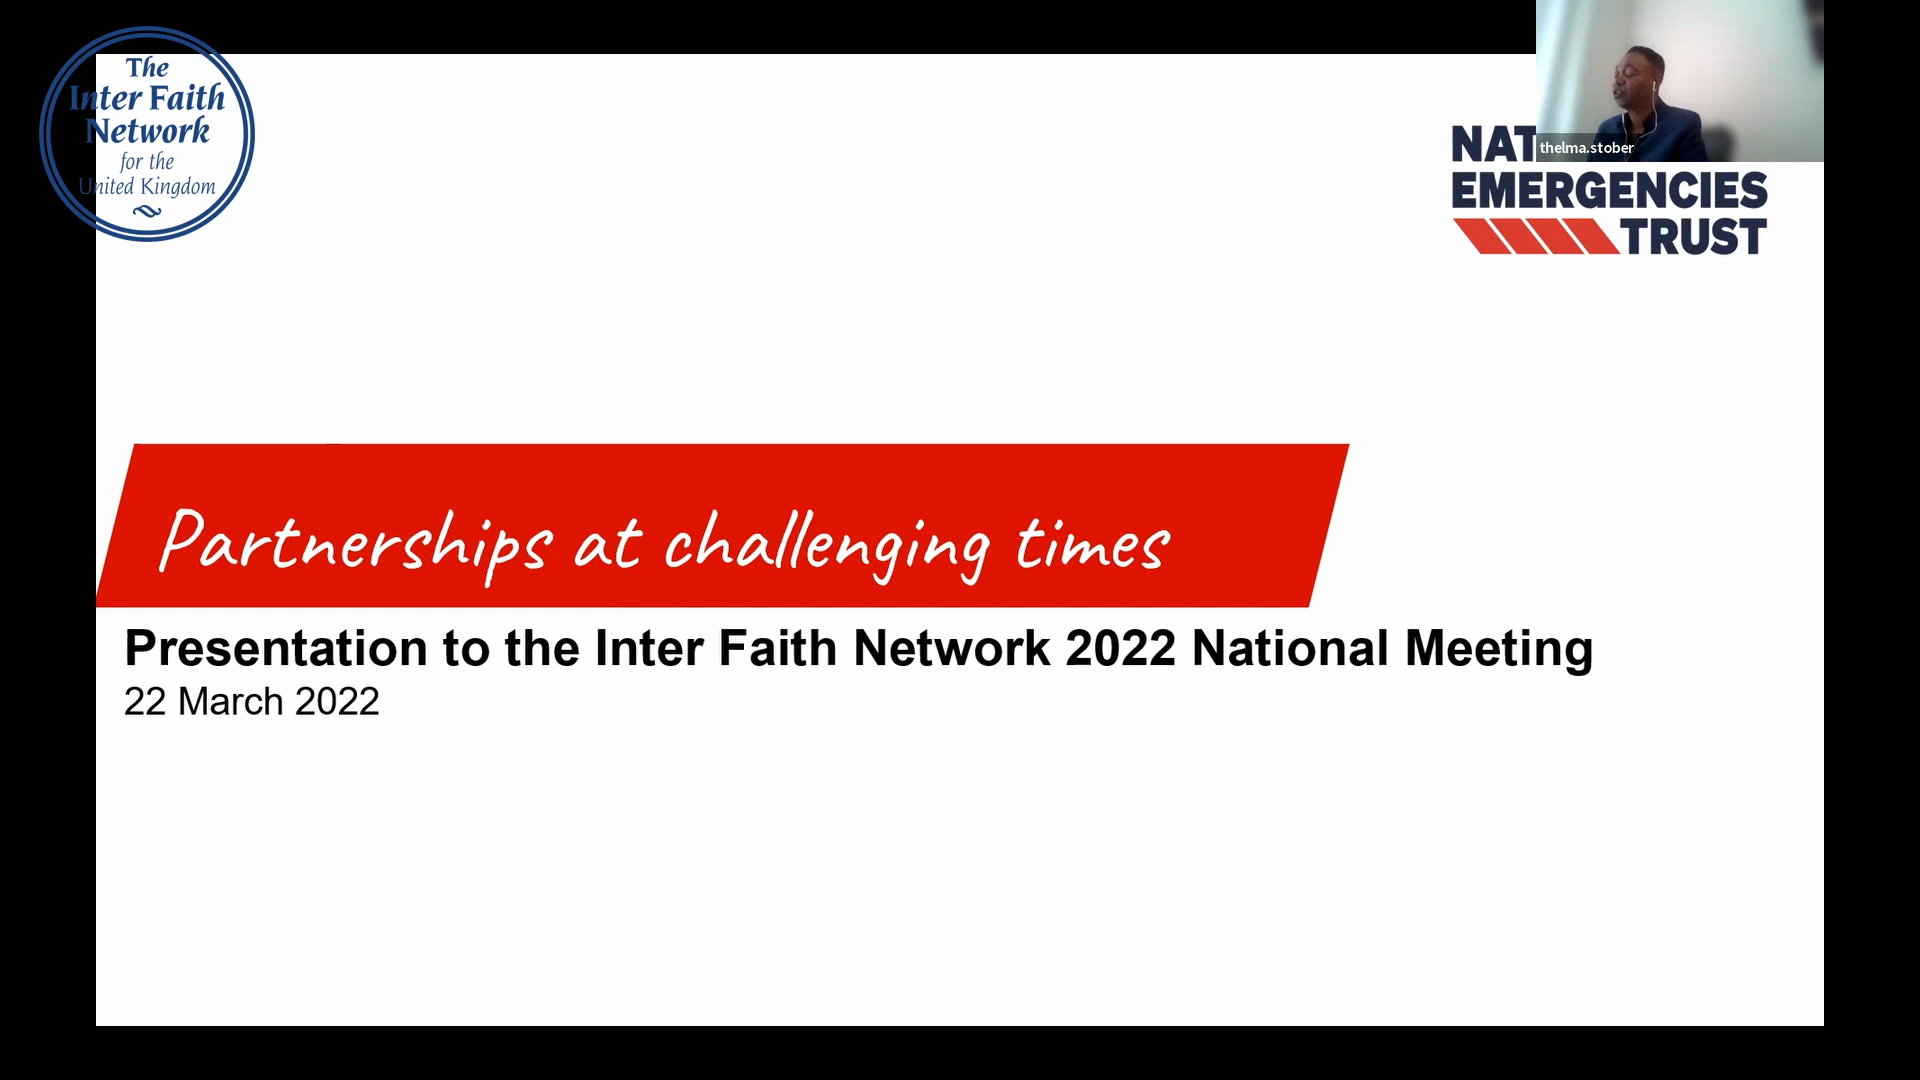 The
Inter Faith
Network
for the
United Kingdom
NAT
EMERGENCIES
TRUST
thelma.stober
Partnerships at challenging times
Presentation to the Inter Faith Network 2022 National Meeting
22 March 2022